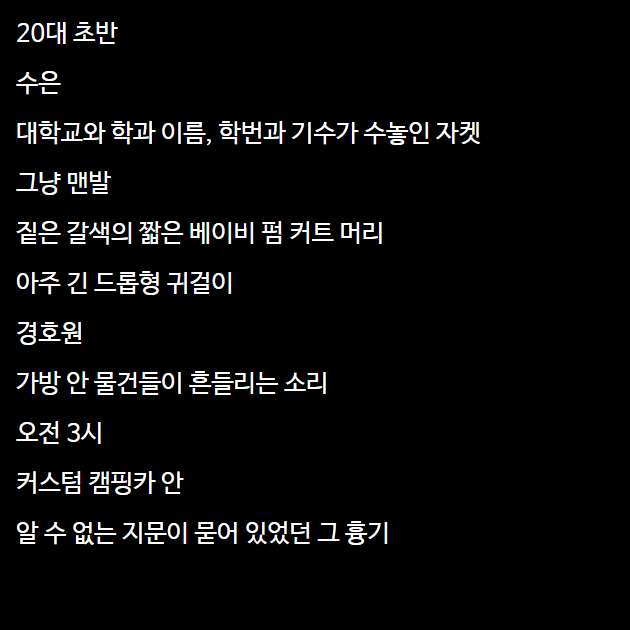 20대 초반
수은
대학교와 학과 이름, 학번과 기수가 수놓인 자켓
그냥 맨발
짙은 갈색의 짧은 베이비 펌 커트 머리
아주 긴 드롭형 귀걸이
경호원
가방 안 물건들이 흔들리는 소리
오전 3시
커스텀 캠핑카 안
알 수 없는 지문이 묻어 있었던 그 흉기